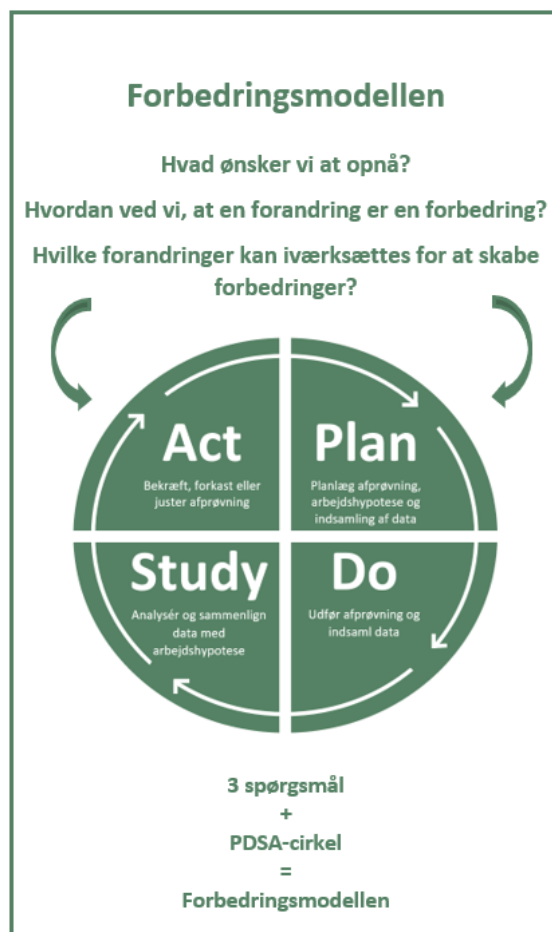 Forbedringsmodellen
Hvad ønsker vi at opnå?
Hvordan ved vi, at en forandring er en forbedring?
Hvilke forandringer kan iværksættes for at skabe
forbedringer?
Act
Bekræft, forkast eller
juster afprøvning
Plan
Planlæg afprøvning,
arbejdshypotese og
indsamling af data
Study
Analysér og sammenlign
data med
arbejdshypotese
Do
Udfør afprøvning og
indsaml data
3 spørgsmål
+
PDSA-cirkel
=
Forbedringsmodellen